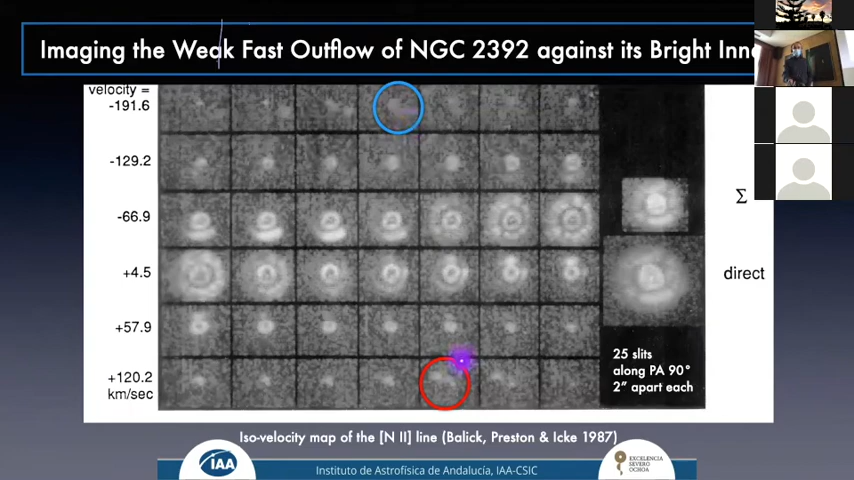 Imaging the Weak Fast Outflow of NGC 2392 against its Bright Inne
velocity =
-191.6
-129.2
-66.9
+4.5
+57.9
+120.2
km/sec
Σ
direct
25 slits
along PA 90°
2” apart each
Iso-velocity map of the [N II] line (Balick, Preston & Icke 1987)
IAA
Instituto de Astrofísica de Andalucía, IAA-CSIC
EXCELENCIA
SEVERO
OCHOA